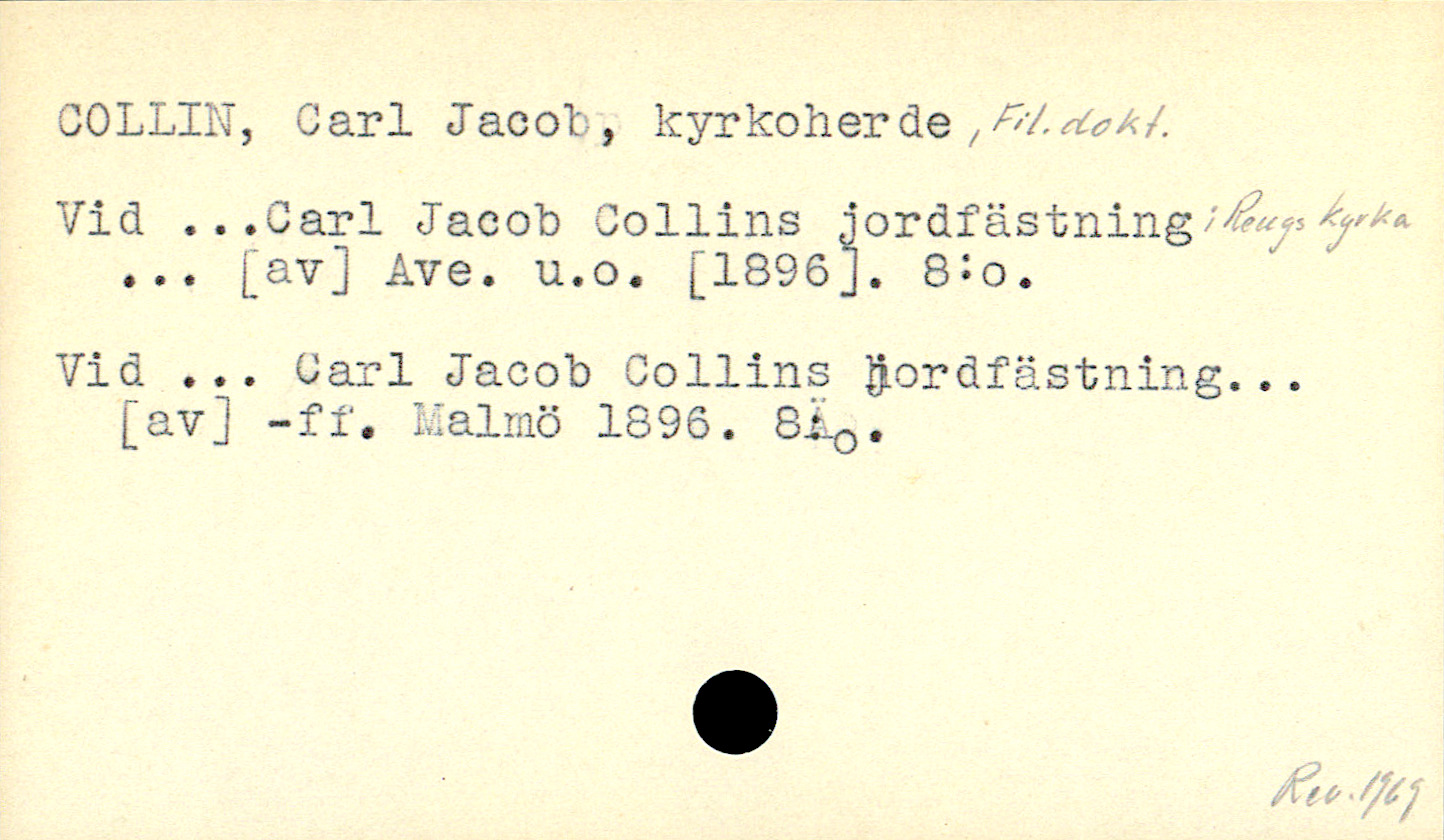 COLLIN, Carl Jacob, kyrkoherde, Fil. dokt.
Vid ...Carl Jacob Collins jordfästning i Rengs kyrka
... [av] Ave. u.o. [1896]. 8:o.
Vid ... Carl Jacob Collins jordfästning...
[av] -ff. Malmö 1896. 8:o.
Rev. 1969